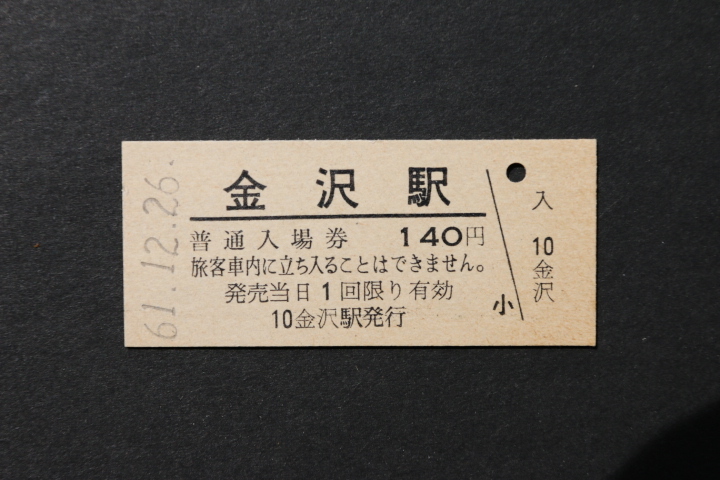 61.12.26.
金沢駅
普通入場券 140円
旅客車内に立ち入ることはできません。
発売当日1回限り有効
10金沢駅発行
小
入
10金沢